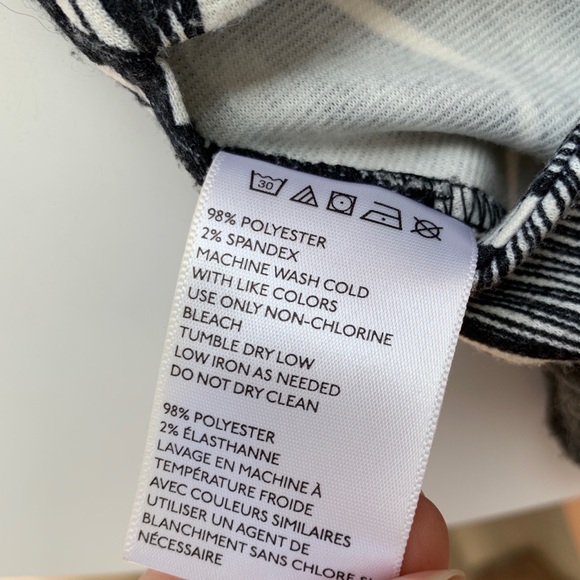 30
98% POLYESTER
2% SPANDEX
MACHINE WASH COLD
WITH LIKE COLORS
USE ONLY NON-CHLORINE
BLEACH
TUMBLE DRY LOW
LOW IRON AS NEEDED
DO NOT DRY CLEAN
98% POLYESTER
2% ÉLASTHANNE
LAVAGE EN MACHINE À
TEMPÉRATURE FROIDE
AVEC COULEURS SIMILAIRES
UTILISER UN AGENT DE
BLANCHIMENT SANS CHLORE
NÉCESSAIRE